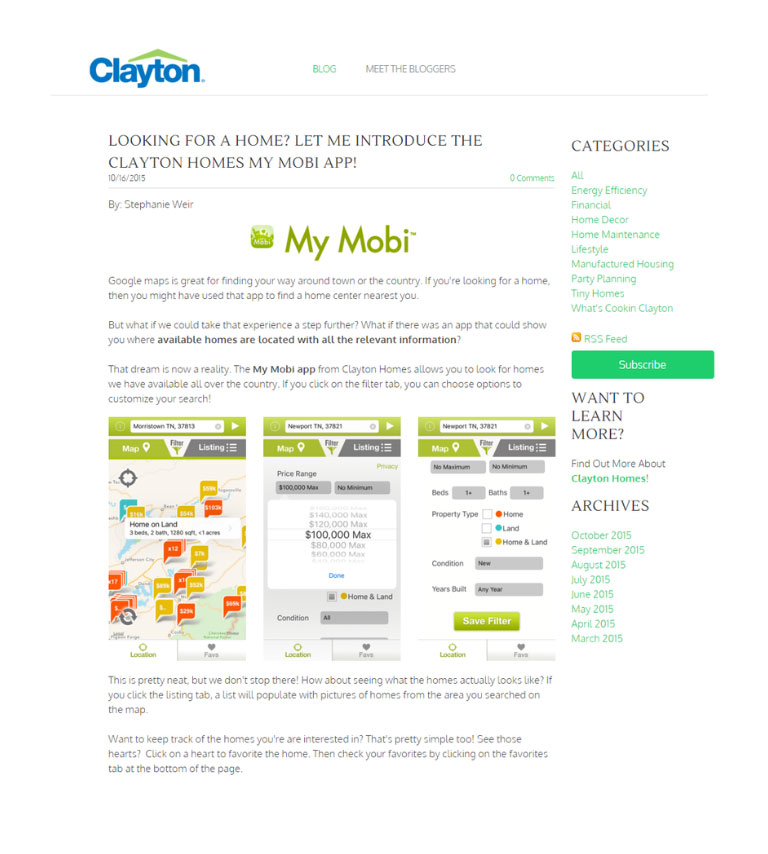 Clayton
BLOG
MEET THE BLOGGERS
LOOKING FOR A HOME? LET ME INTRODUCE THE
CLAYTON HOMES MY MOBI APP!
10/16/2015
0 Comments
By: Stephanie Weir
Mobi
My Mobi™
Google maps is great for finding your way around town or the country. If you're looking for a home,
then you might have used that app to find a home center nearest you.
But what if we could take that experience a step further? What if there was an app that could show
you where available homes are located with all the relevant information?
That dream is now a reality. The My Mobi app from Clayton Homes allows you to look for homes
we have available all over the country. If you click on the filter tab, you can choose options to
customize your search!
Morristown TN, 37813
Map
Filter
Listing
$59k
$16k
$54k
$103k
Home on Land
3 beds, 2 bath, 1280 sqft, <1 acres
x12
$7k
x17
$89k
x1
$52k
$29k
$69k
Legal
Location
Favs
Newport TN, 37821
Map
Filter
Listing
Privacy
Price Range
$100,000 Max
No Minimum
$140,000 Max
$120,000 Max
$100,000 Max
$80,000 Max
$60,000 Max
Done
Home & Land
Condition
All
Location
Favs
Newport TN, 37821
Map
Filter
Listing
No Maximum
No Minimum
Beds
1+
Baths
1+
Property Type
Home
Land
Home & Land
Condition
New
Years Built
Any Year
Save Filter
Location
Favs
This is pretty neat, but we don't stop there! How about seeing what the homes actually looks like? If
you click the listing tab, a list will populate with pictures of homes from the area you searched on
the map.
Want to keep track of the homes you're are interested in? That's pretty simple too! See those
hearts? Click on a heart to favorite the home. Then check your favorites by clicking on the favorites
tab at the bottom of the page.
CATEGORIES
All
Energy Efficiency
Financial
Home Decor
Home Maintenance
Lifestyle
Manufactured Housing
Party Planning
Tiny Homes
What's Cookin Clayton
RSS Feed
Subscribe
WANT TO
LEARN
MORE?
Find Out More About
Clayton Homes!
ARCHIVES
October 2015
September 2015
August 2015
July 2015
June 2015
May 2015
April 2015
March 2015